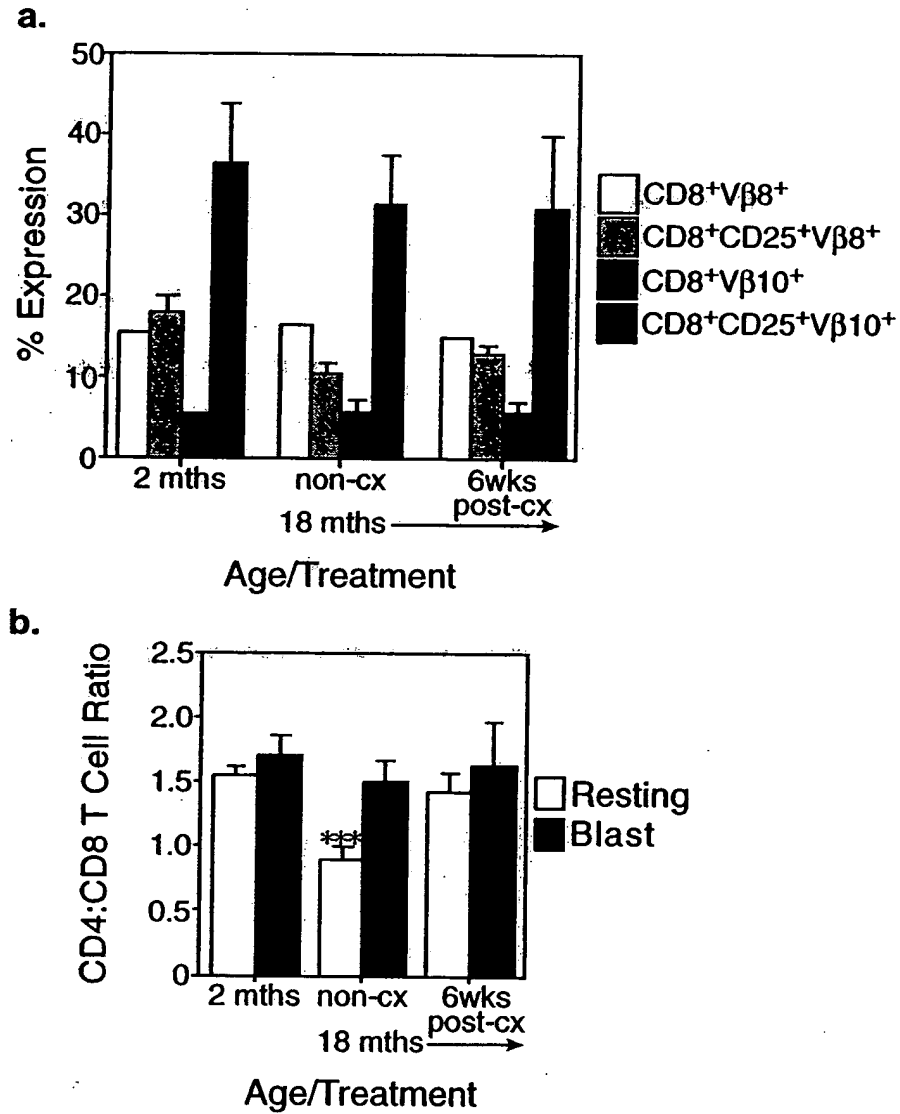 a.
50
40
30
20
10
0
% Expression
2 mths
non-cx
6wks
post-cx
18 mths
Age/Treatment
CD8+Vβ8+
CD8+CD25+Vβ8+
CD8+Vβ10+
CD8+CD25+Vβ10+
b.
2.5
2.0
1.5
1.0
0.5
0
CD4:CD8 T Cell Ratio
***
2 mths
non-cx
6wks
post-cx
18 mths
Age/Treatment
Resting
Blast